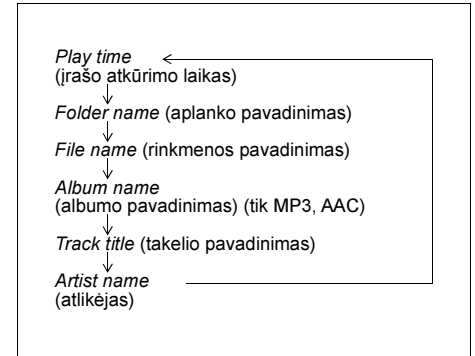 Play time
(įrašo atkūrimo laikas)
Folder name (aplanko pavadinimas)
File name (rinkmenos pavadinimas)
Album name
(albumo pavadinimas) (tik MP3, AAC)
Track title (takelio pavadinimas)
Artist name
(atlikėjas)